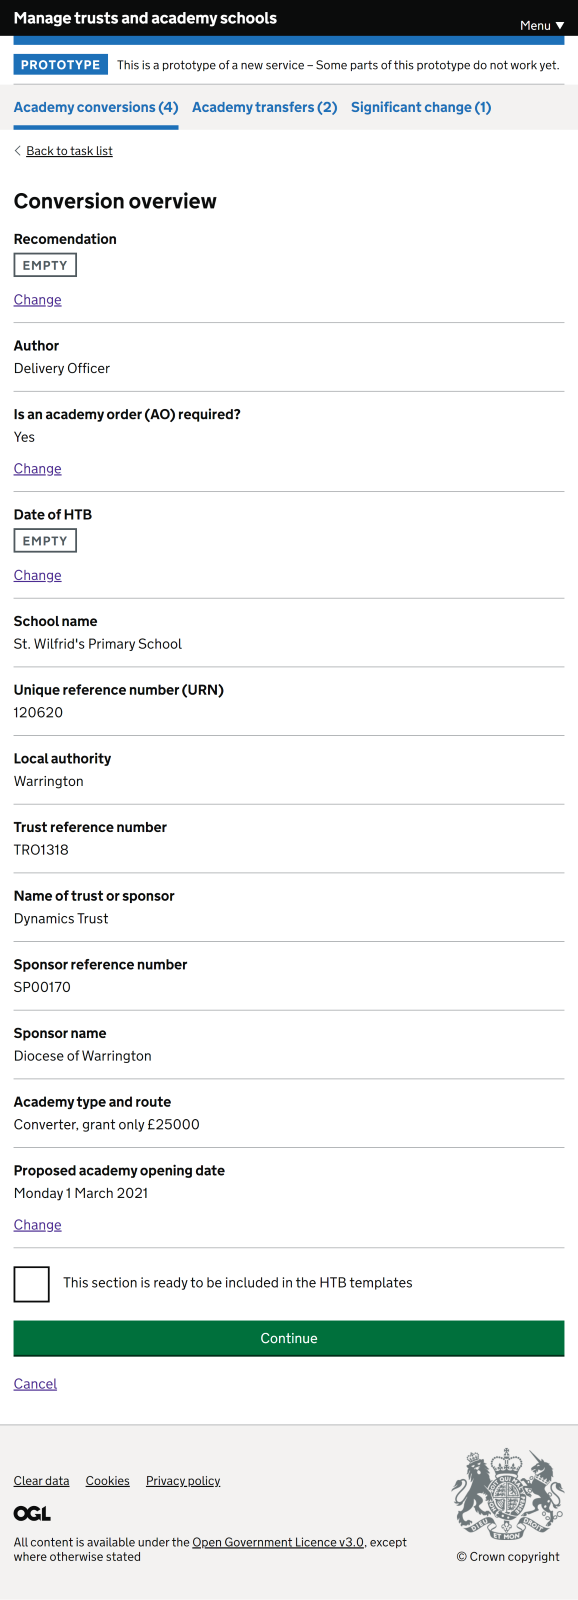 Manage trusts and academy schools
Menu ▼
PROTOTYPE This is a prototype of a new service – Some parts of this prototype do not work yet.
Academy conversions (4) Academy transfers (2) Significant change (1)
Back to task list
Conversion overview
Recomendation
EMPTY
Change
Author
Delivery Officer
Is an academy order (AO) required?
Yes
Change
Date of HTB
EMPTY
Change
School name
St. Wilfrid's Primary School
Unique reference number (URN)
120620
Local authority
Warrington
Trust reference number
TRO1318
Name of trust or sponsor
Dynamics Trust
Sponsor reference number
SP00170
Sponsor name
Diocese of Warrington
Academy type and route
Converter, grant only £25000
Proposed academy opening date
Monday 1 March 2021
Change
This section is ready to be included in the HTB templates
Continue
Cancel
Clear data Cookies Privacy policy
OGL
All content is available under the Open Government Licence v3.0, except
where otherwise stated
DIEU ET MON DROIT
© Crown copyright